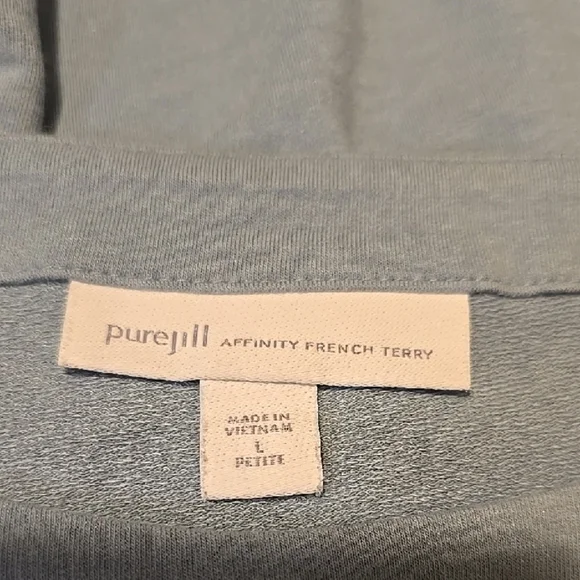 purejill AFFINITY FRENCH TERRY
MADE IN
VIETNAM
L
PETITE